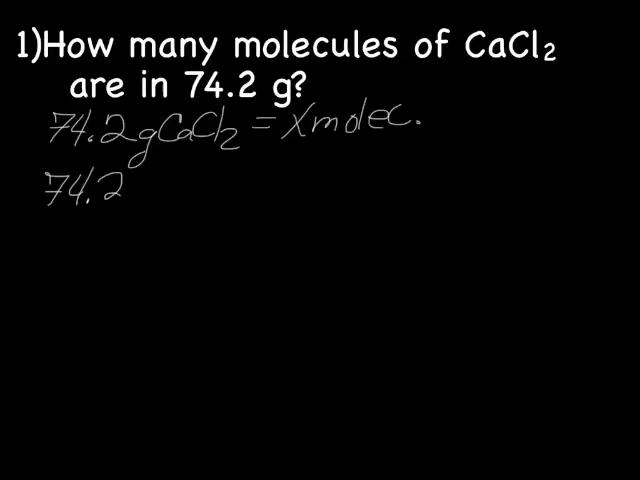 1)How many molecules of CaCl₂
are in 74.2 g?
74.2gCaCl₂ = Xmolec.
74.2